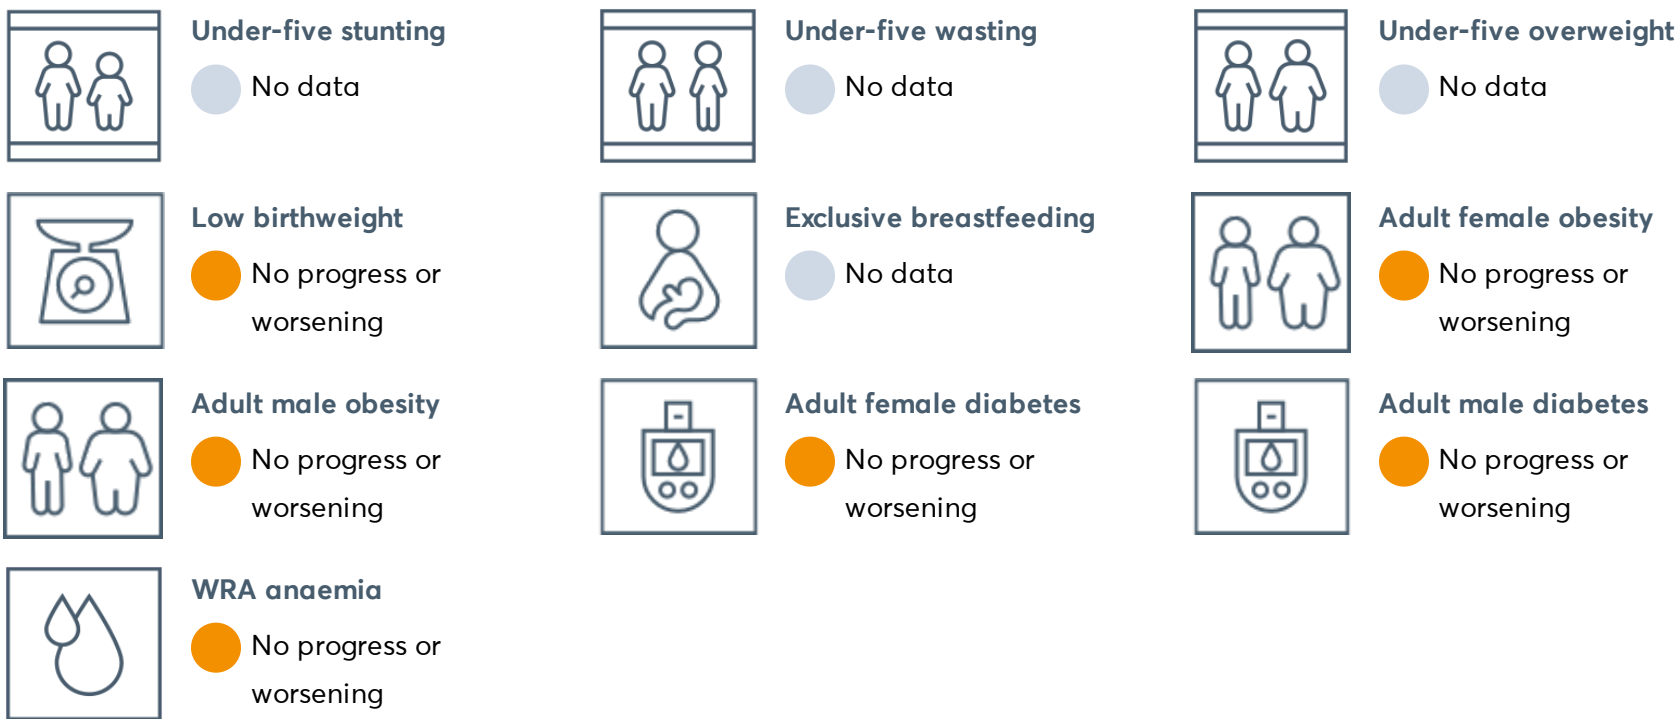 Under-five stunting
No data
Under-five wasting
No data
Under-five overweight
No data
Low birthweight
No progress or
worsening
Exclusive breastfeeding
No data
Adult female obesity
No progress or
worsening
Adult male obesity
No progress or
worsening
Adult female diabetes
No progress or
worsening
Adult male diabetes
No progress or
worsening
WRA anaemia
No progress or
worsening